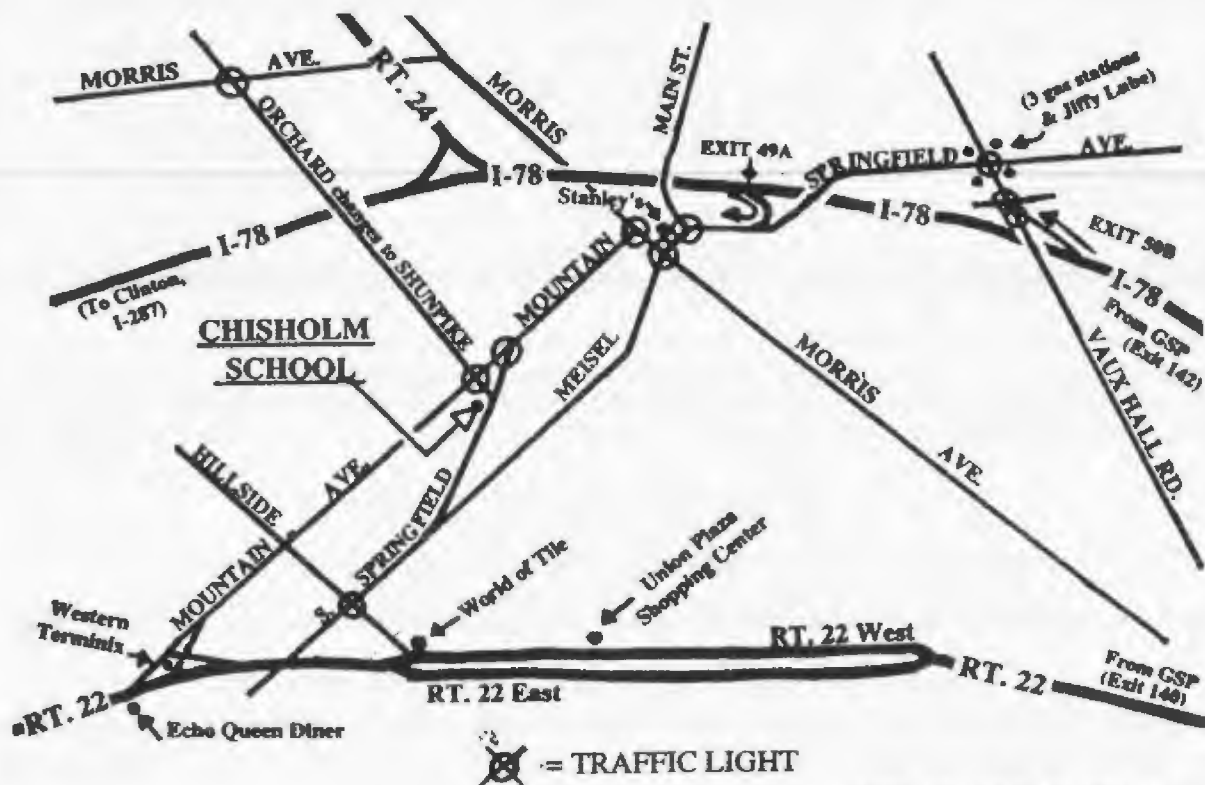 MORRIS AVE.
RT. 24
MORRIS
MAIN ST.
(3 gas stations
& Jiffy Lube)
EXIT 49A
SPRINGFIELD AVE.
ORCHARD changes to SHUNPIKE
I-78
Stanley's
I-78
EXIT 50B
I-78
(To Clinton,
I-287)
I-78
From GSP
(Exit 142)
MOUNTAIN
CHISHOLM
SCHOOL
MEISEL
MORRIS
AVE.
VAUX HALL RD.
HILLSIDE
AVE.
MOUNTAIN
S. SPRINGFIELD
World of Tile
Union Plaza
Shopping Center
Western
Terminix
RT. 22 West
RT. 22 East
RT. 22
From GSP
(Exit 140)
RT. 22
Echo Queen Diner
= TRAFFIC LIGHT